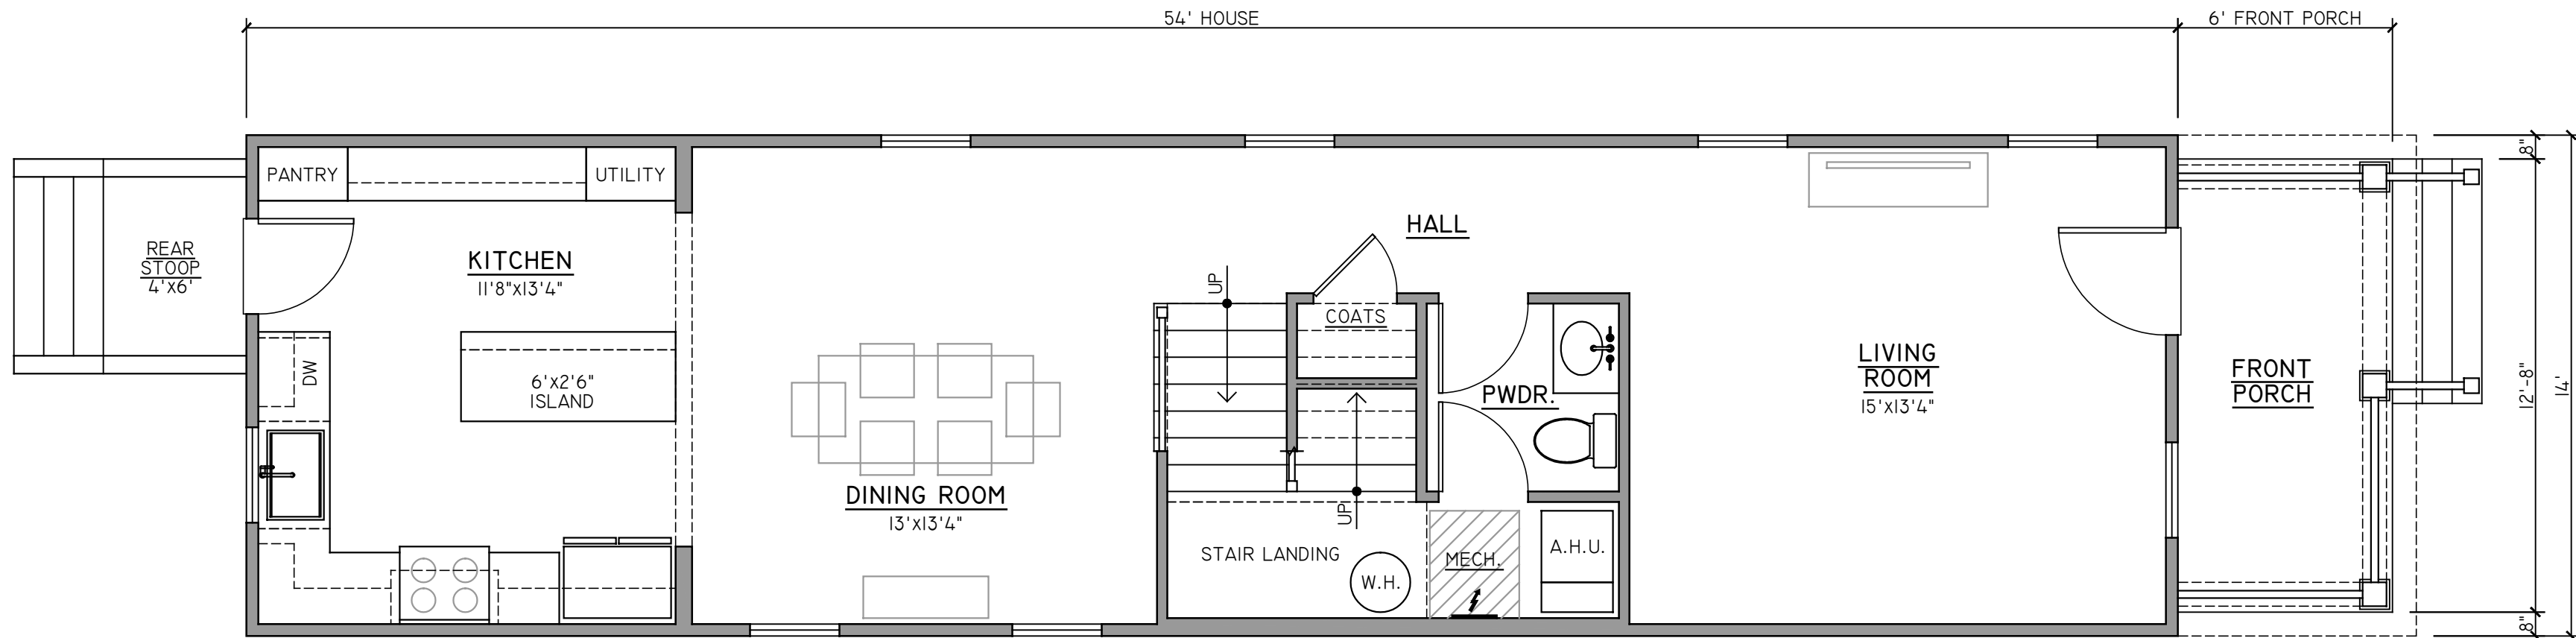 54' HOUSE
6' FRONT PORCH
8"
PANTRY
UTILITY
HALL
REAR
STOOP
4'x6'
KITCHEN
11'8"x13'4"
UP
COATS
DW
6'x2'6"
ISLAND
PWDR.
LIVING
ROOM
15'x13'4"
FRONT
PORCH
12'-8"
14'
DINING ROOM
13'x13'4"
UP
STAIR LANDING
W.H.
MECH.
A.H.U.
8"